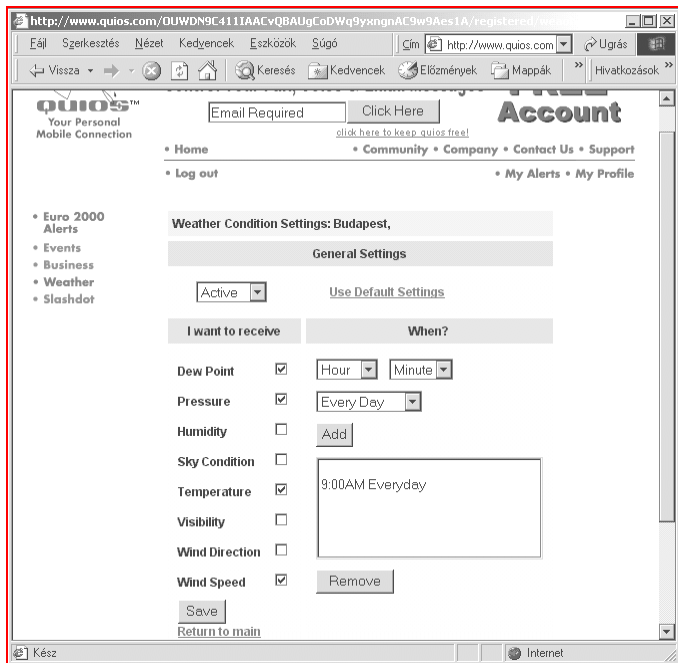 http://www.quios.com/0UWDN9C411IAACvQBAUgCoDWq9yxngnAC9w9Aes1A/registered/
Fájl Szerkesztés Nézet Kedvencek Eszközök Súgó Cím http://www.quios.com Ugrás
Vissza Keresés Kedvencek Előzmények Mappák » Hivatkozások »
QUIOS™
Your Personal
Mobile Connection
Email Required Click Here
FREE
Account
click here to keep quios free!
• Home • Community • Company • Contact Us • Support
• Log out • My Alerts • My Profile
• Euro 2000
Alerts
• Events
• Business
• Weather
• Slashdot
Weather Condition Settings: Budapest,
General Settings
Active Use Default Settings
I want to receive When?
Dew Point Hour Minute
Pressure Every Day
Humidity Add
Sky Condition
Temperature 9:00AM Everyday
Visibility
Wind Direction
Wind Speed Remove
Save
Return to main
Kész Internet